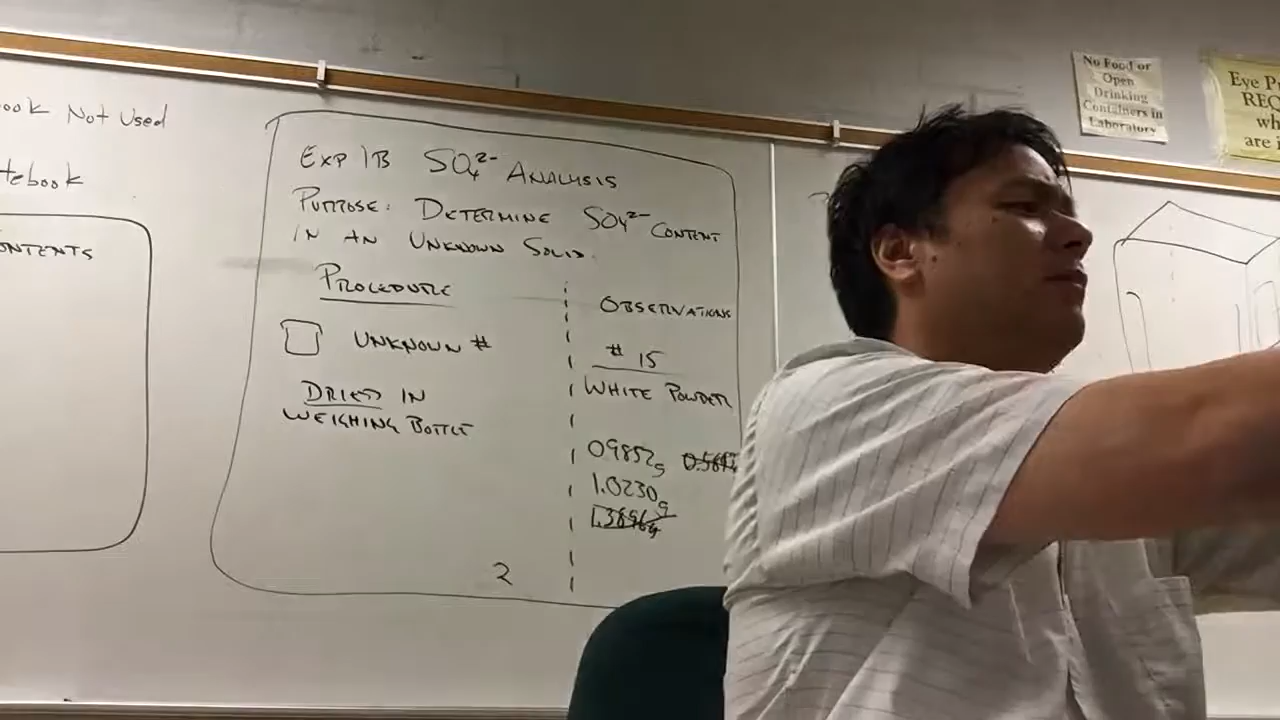 ook Not Used
tebook
ONTENTS
EXP 1B SO₄²⁻ ANALYSIS
PURPOSE: DETERMINE SO4²⁻ CONTENT
IN AN UNKNOWN SOLID.
PROCEDURE
UNKNOWN #
DRIED IN
WEIGHING BOTTLE
2
OBSERVATIONS
# 15
WHITE POWDER
09852g
1.0230g
No Food or
Open
Drinking
Containers in
Laboratory
Eye P
REQ
wh
are i